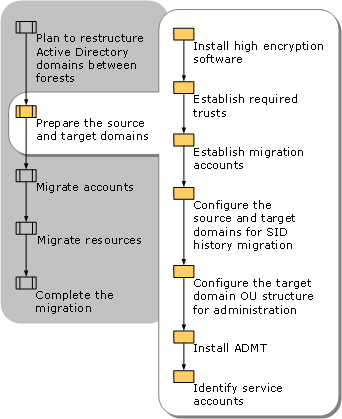 Plan to restructure
Active Directory
domains between
forests
Prepare the source
and target domains
Migrate accounts
Migrate resources
Complete the
migration
Install high encryption
software
Establish required
trusts
Establish migration
accounts
Configure the
source and target
domains for SID
history migration
Configure the target
domain OU structure
for administration
Install ADMT
Identify service
accounts